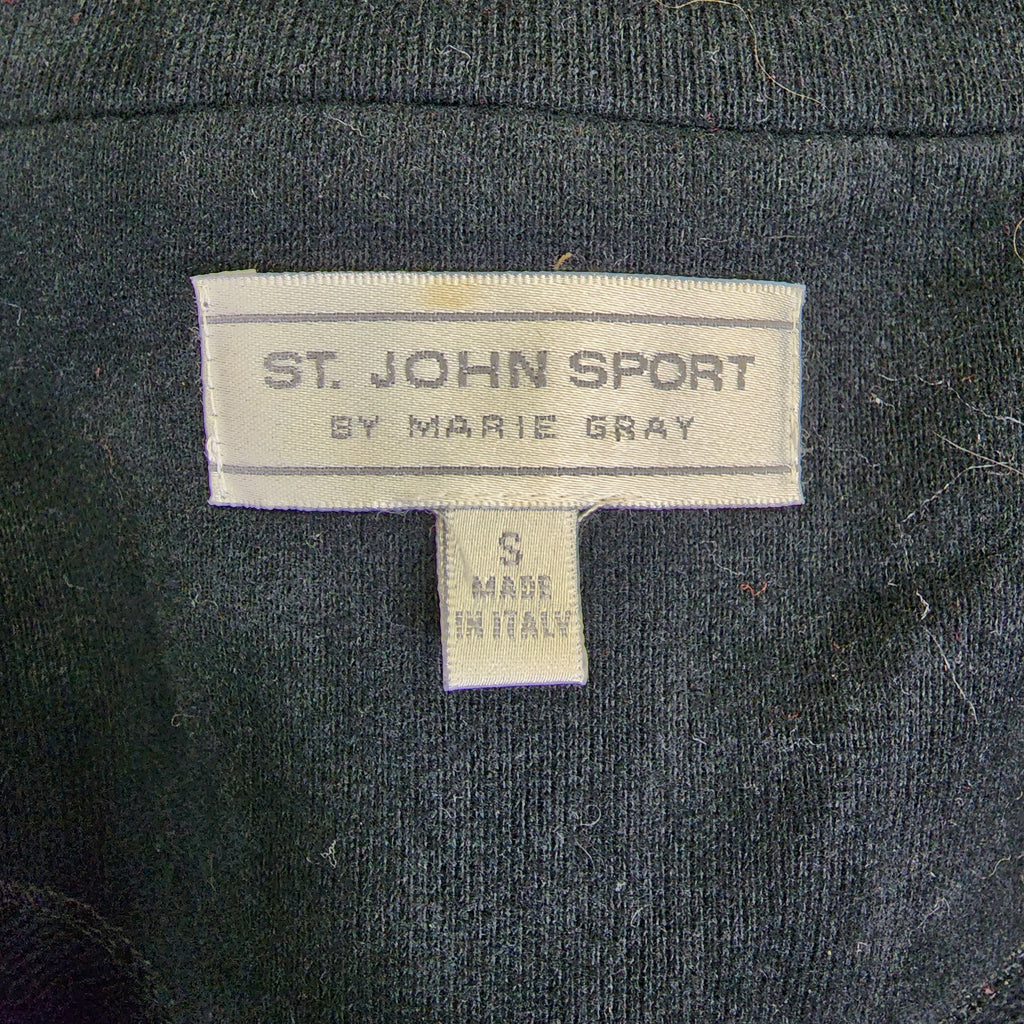 ST. JOHN SPORT
BY MARIE GRAY
S
MADE
IN ITALY